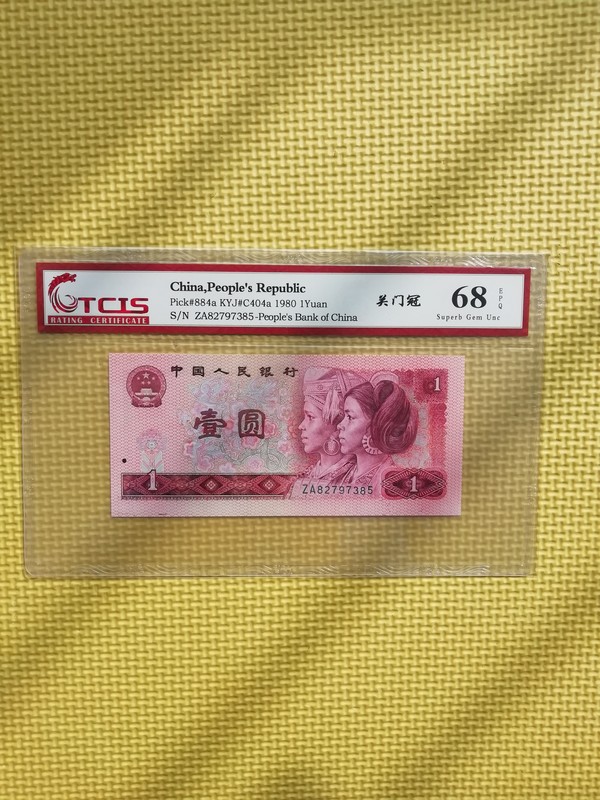 TCIS
RATING CERTIFICATE
China,People's Republic
Pick#884a KYJ#C404a 1980 1Yuan
S/N ZA82797385-People's Bank of China
关门冠
68
EPQ
Superb Gem Unc
中国人民银行
1
壹圆
1
ZA82797385
1